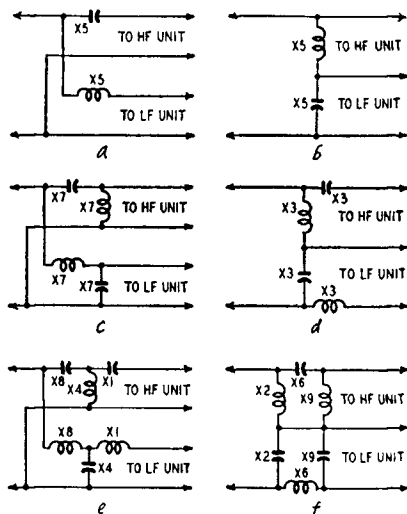 X5
TO HF UNIT
X5
TO LF UNIT
a
X5
TO HF UNIT
X5
TO LF UNIT
b
X7
X7
TO HF UNIT
X7
X7
TO LF UNIT
c
X3
X3
TO HF UNIT
X3
TO LF UNIT
X3
d
X8
X1
X4
TO HF UNIT
X8
X1
X4
TO LF UNIT
e
X6
X2
X9
TO HF UNIT
X2
X9
TO LF UNIT
X6
f